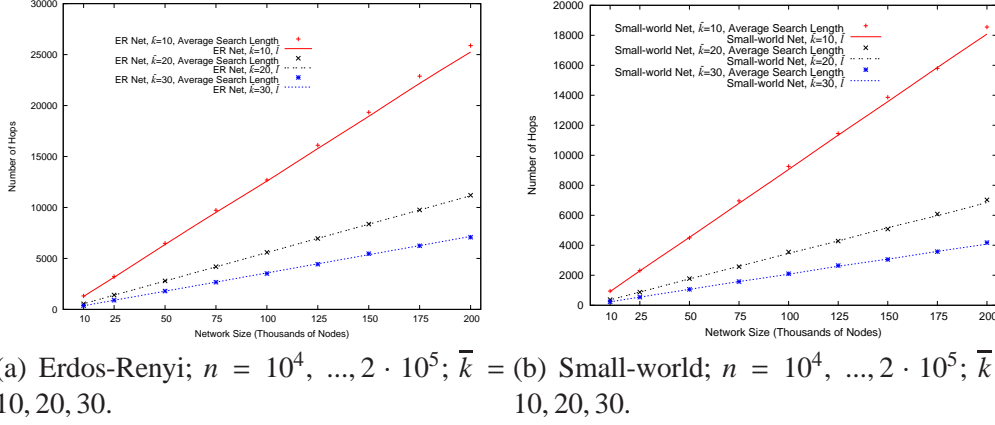 30000
25000
20000
15000
10000
5000
0
Number of Hops
ER Net, k̄=10, Average Search Length
ER Net, k̄=10, l̄
ER Net, k̄=20, Average Search Length
ER Net, k̄=20, l̄
ER Net, k̄=30, Average Search Length
ER Net, k̄=30, l̄
10 25 50 75 100 125 150 175 200
Network Size (Thousands of Nodes)
20000
18000
16000
14000
12000
10000
8000
6000
4000
2000
0
Number of Hops
Small-world Net, k̄=10, Average Search Length
Small-world Net, k̄=10, l̄
Small-world Net, k̄=20, Average Search Length
Small-world Net, k̄=20, l̄
Small-world Net, k̄=30, Average Search Length
Small-world Net, k̄=30, l̄
10 25 50 75 100 125 150 175 200
Network Size (Thousands of Nodes)
(a) Erdos-Renyi; n = 10⁴, ..., 2 · 10⁵; k̄ =
10, 20, 30.
(b) Small-world; n = 10⁴, ..., 2 · 10⁵; k̄
10, 20, 30.